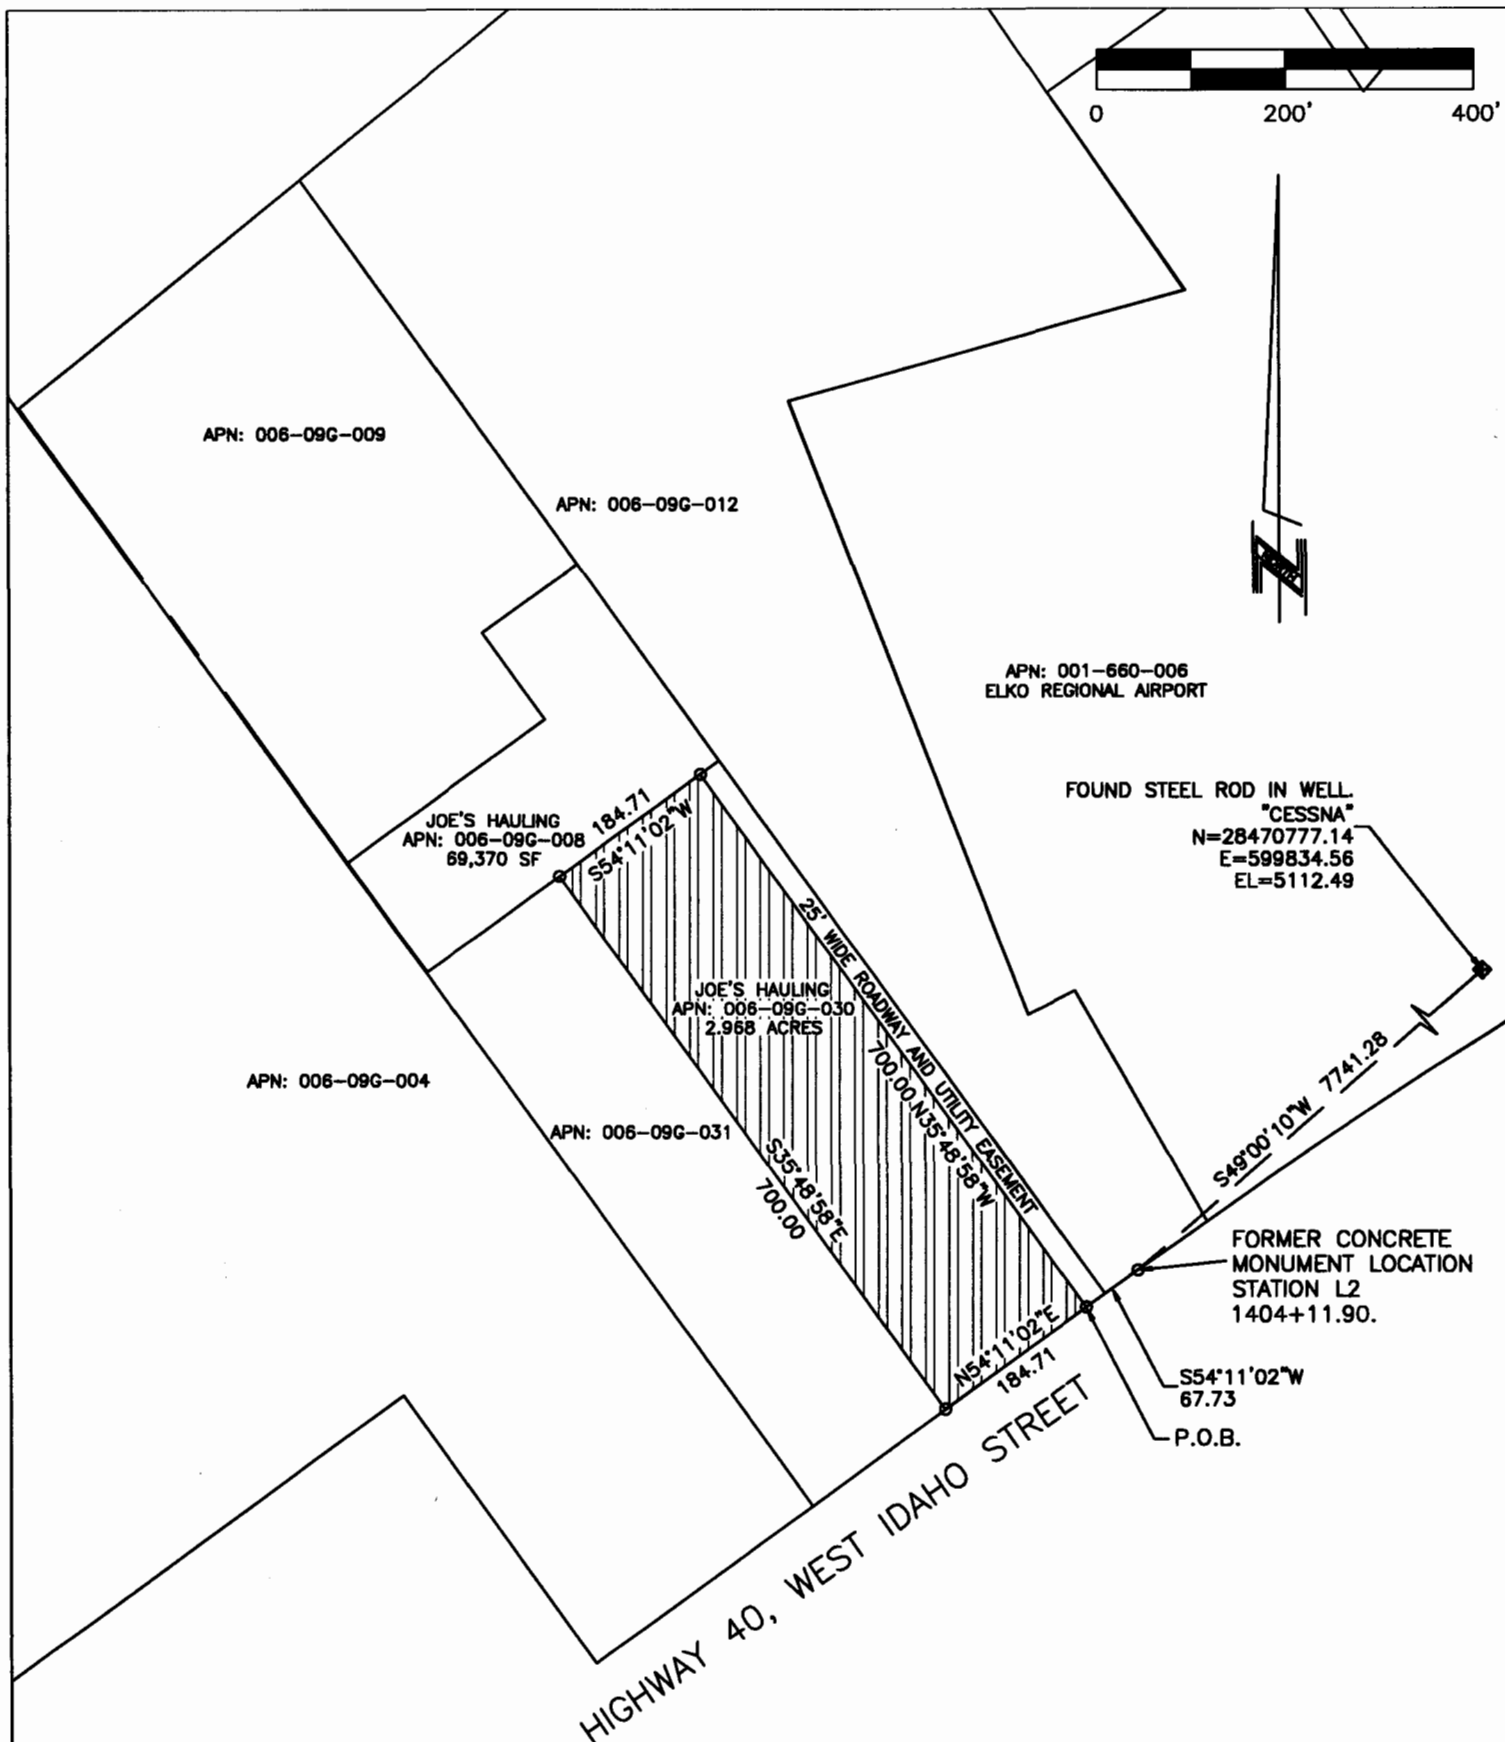 0 200' 400'
APN: 006-09G-009
APN: 006-09G-012
NORTH
APN: 001-660-006
ELKO REGIONAL AIRPORT
FOUND STEEL ROD IN WELL.
"CESSNA"
N=28470777.14
E=599834.56
EL=5112.49
JOE'S HAULING
APN: 006-09G-008
69,370 SF
184.71
S54°11'02"W
25' WIDE ROADWAY AND UTILITY EASEMENT
700.00 N35°48'58"W
JOE'S HAULING
APN: 006-09G-030
2.968 ACRES
APN: 006-09G-004
APN: 006-09G-031
S35°48'58"E
700.00
S49°00'10"W 7741.28
FORMER CONCRETE
MONUMENT LOCATION
STATION L2
1404+11.90.
N54°11'02"E
184.71
S54°11'02"W
67.73
P.O.B.
HIGHWAY 40, WEST IDAHO STREET